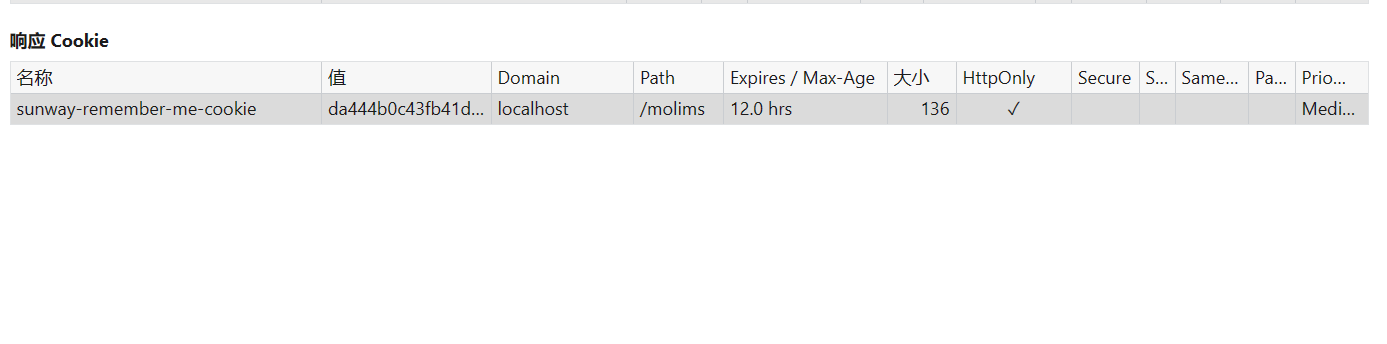 响应 Cookie
名称 值 Domain Path Expires / Max-Age 大小 HttpOnly Secure S... Same... Pa... Prio...
sunway-remember-me-cookie da444b0c43fb41d... localhost /molims 12.0 hrs 136 ✓ Medi...